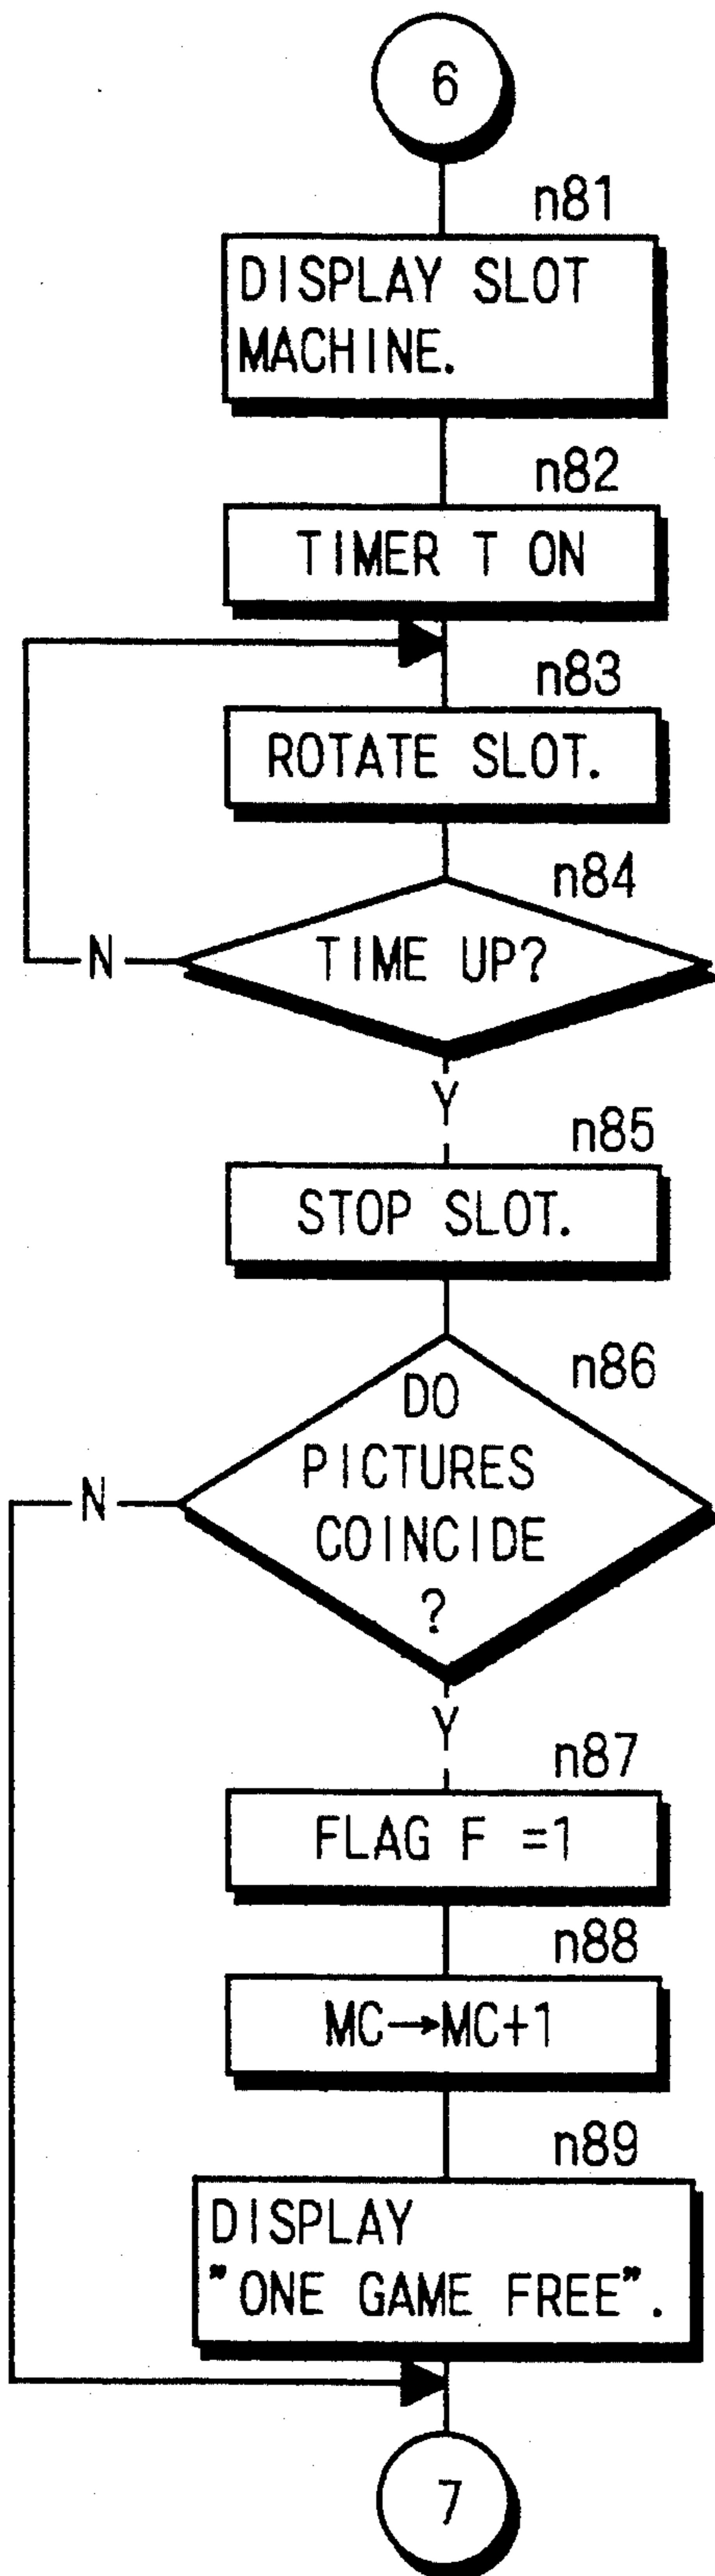 6
n81
DISPLAY SLOT
MACHINE.
n82
TIMER T ON
n83
ROTATE SLOT.
n84
TIME UP?
N
Y
n85
STOP SLOT.
n86
DO
PICTURES
COINCIDE
?
N
Y
n87
FLAG F =1
n88
MC→MC+1
n89
DISPLAY
"ONE GAME FREE".
7